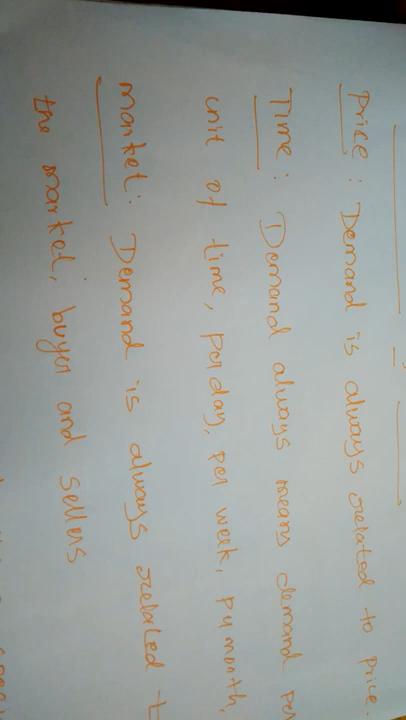 Price : Demand is always related to price.
Time : Demand always means demand per
unit of time, per day, per week, per month,
market : Demand is always related t
the market, buyer and sellers